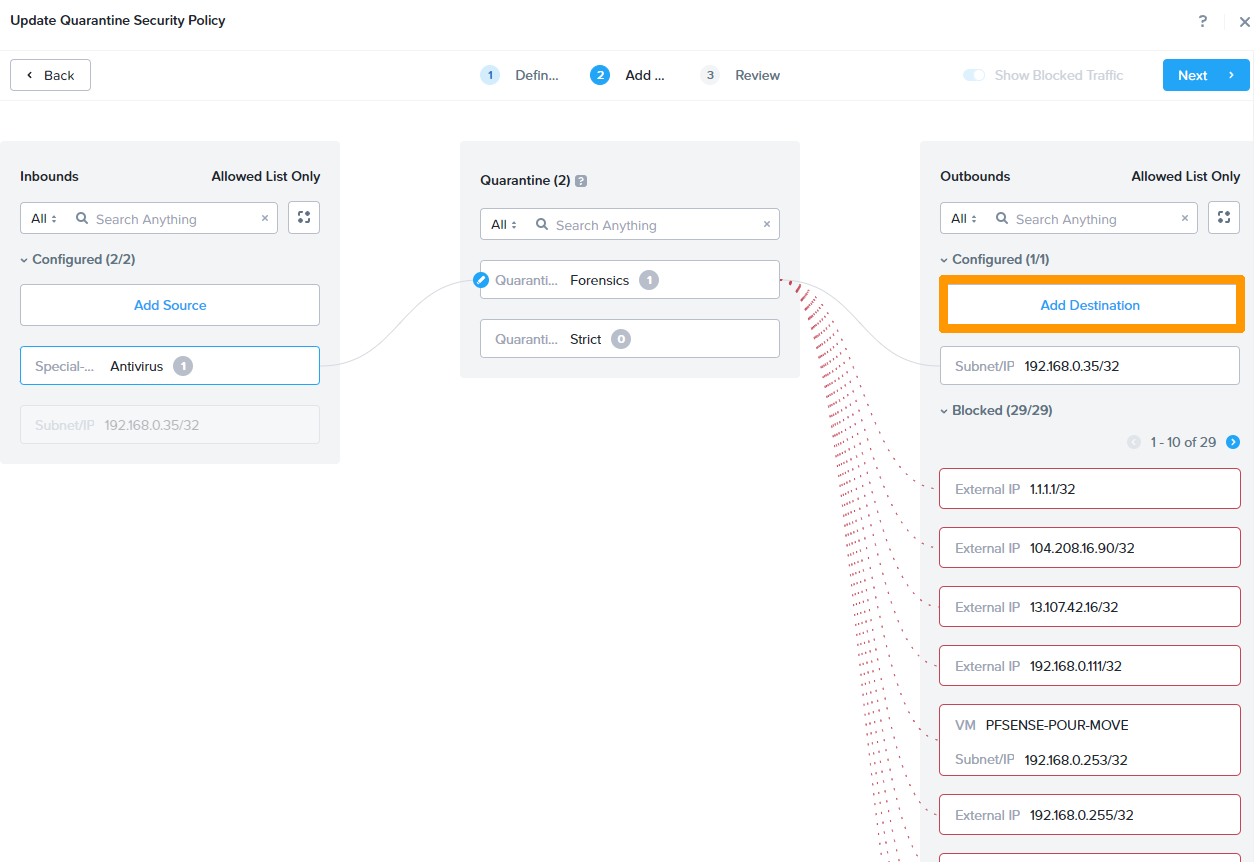 Update Quarantine Security Policy
?
×
Back
1 Defin...
2 Add ...
3 Review
Show Blocked Traffic
Next
Inbounds
Allowed List Only
All
Search Anything
×
Configured (2/2)
Add Source
Special-... Antivirus 1
Subnet/IP 192.168.0.35/32
Quarantine (2) ?
All
Search Anything
×
Quaranti... Forensics 1
Quaranti... Strict 0
Outbounds
Allowed List Only
All
Search Anything
×
Configured (1/1)
Add Destination
Subnet/IP 192.168.0.35/32
Blocked (29/29)
1 - 10 of 29
External IP 1.1.1.1/32
External IP 104.208.16.90/32
External IP 13.107.42.16/32
External IP 192.168.0.111/32
VM PFSENSE-POUR-MOVE
Subnet/IP 192.168.0.253/32
External IP 192.168.0.255/32